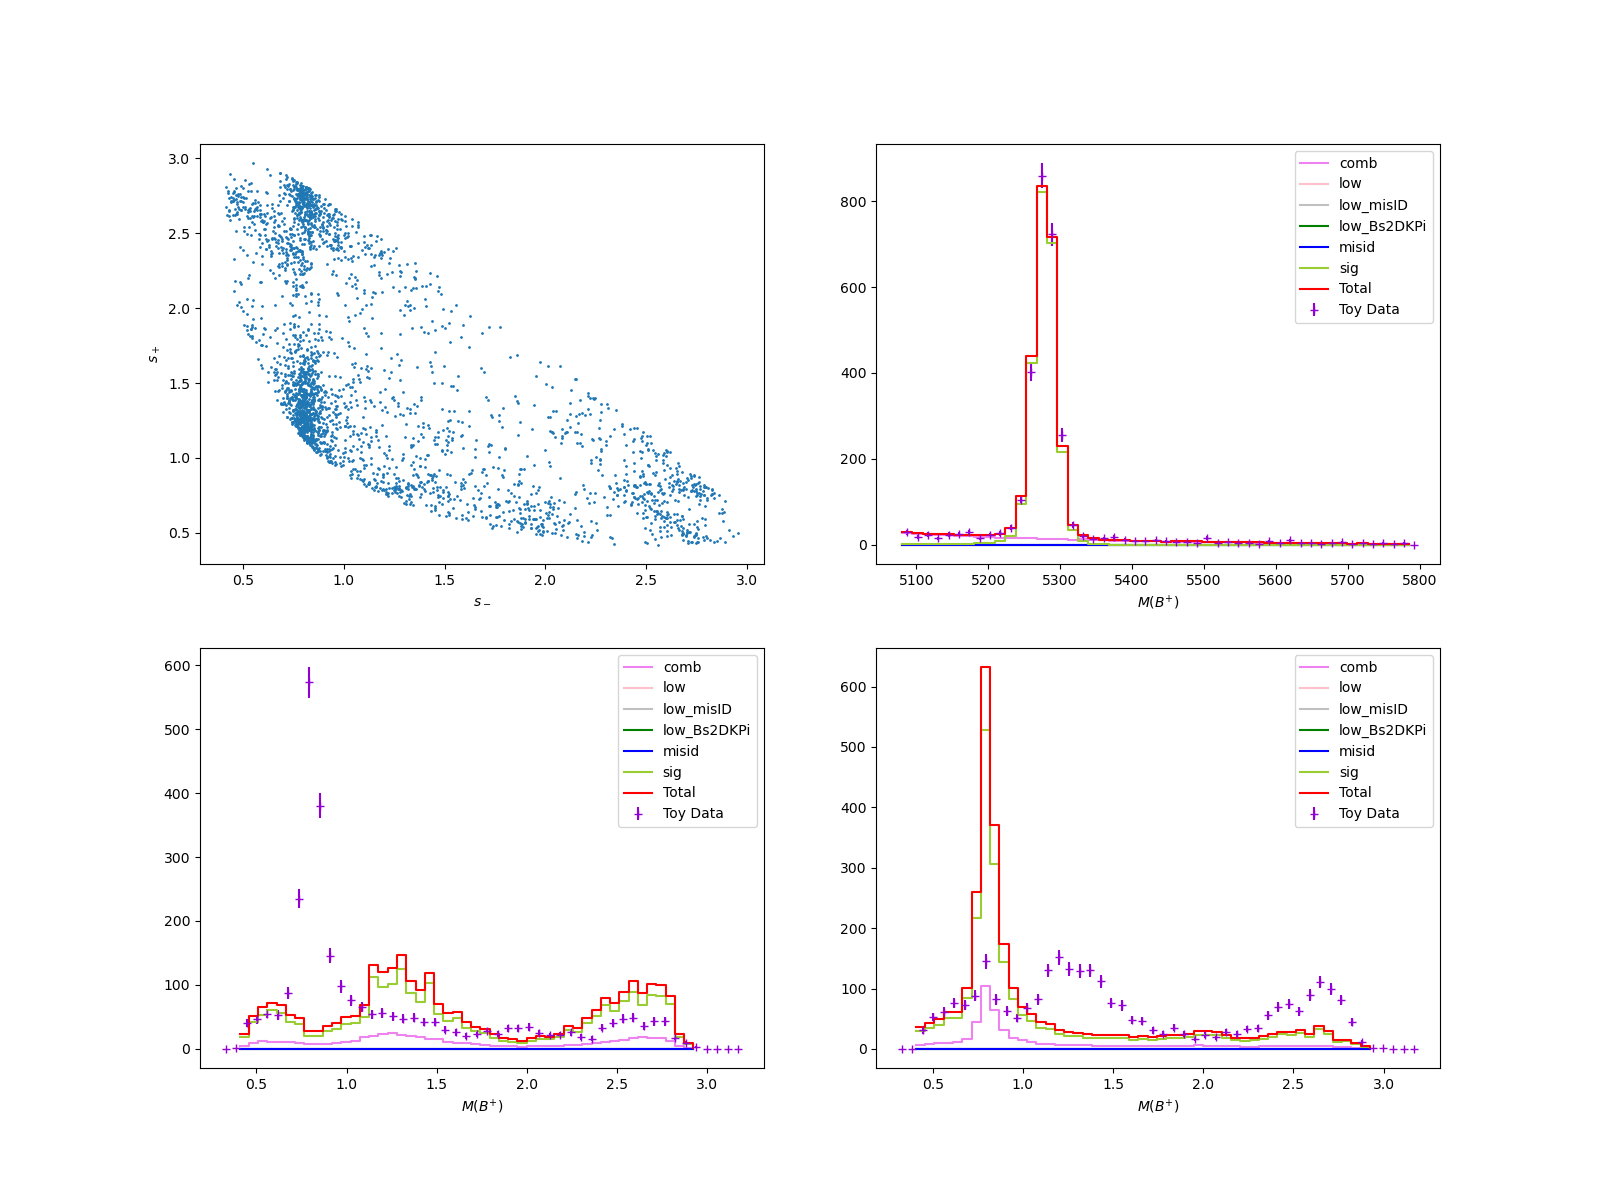 3.0
2.5
2.0
1.5
1.0
0.5
s+
0.5 1.0 1.5 2.0 2.5 3.0
s−
800
600
400
200
0
5100 5200 5300 5400 5500 5600 5700 5800
M(B+)
comb
low
low_misID
low_Bs2DKPi
misid
sig
Total
Toy Data
600
500
400
300
200
100
0
0.5 1.0 1.5 2.0 2.5 3.0
M(B+)
comb
low
low_misID
low_Bs2DKPi
misid
sig
Total
Toy Data
600
500
400
300
200
100
0
0.5 1.0 1.5 2.0 2.5 3.0
M(B+)
comb
low
low_misID
low_Bs2DKPi
misid
sig
Total
Toy Data